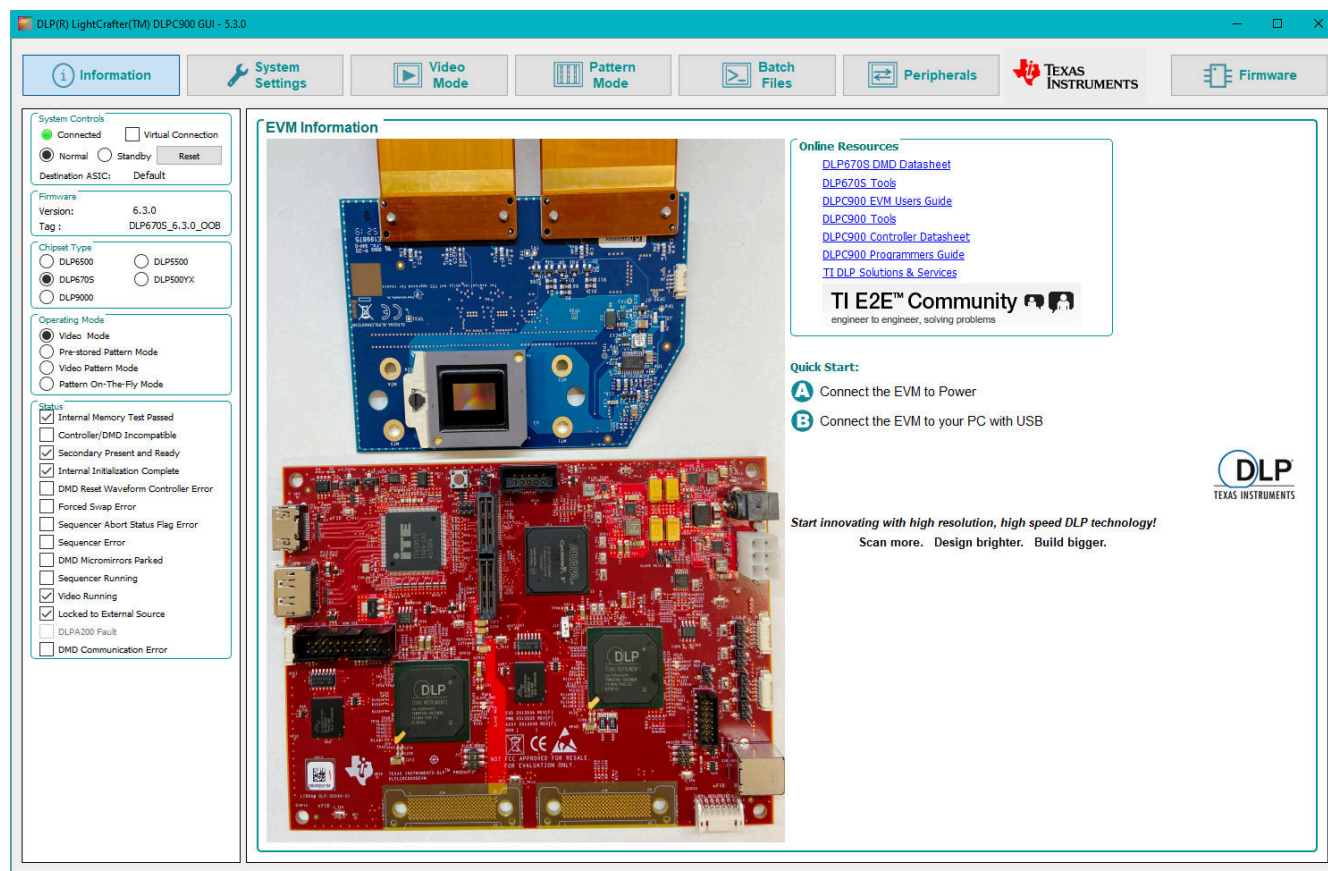 DLP(R) LightCrafter(TM) DLPC900 GUI - 5.3.0
Information
System Settings
Video Mode
Pattern Mode
Batch Files
Peripherals
TEXAS INSTRUMENTS
Firmware
System Controls
Connected
Virtual Connection
Normal
Standby
Reset
Destination ASIC: Default
Firmware
Version: 6.3.0
Tag : DLP670S_6.3.0_OOB
Chipset Type
DLP6500
DLP5500
DLP670S
DLP500YX
DLP9000
Operating Mode
Video Mode
Pre-stored Pattern Mode
Video Pattern Mode
Pattern On-The-Fly Mode
Status
Internal Memory Test Passed
Controller/DMD Incompatible
Secondary Present and Ready
Internal Initialization Complete
DMD Reset Waveform Controller Error
Forced Swap Error
Sequencer Abort Status Flag Error
Sequencer Error
DMD Micromirrors Parked
Sequencer Running
Video Running
Locked to External Source
DLPA200 Fault
DMD Communication Error
EVM Information
iTE
DLP
TEXAS INSTRUMENTS
DLP
TEXAS INSTRUMENTS
CE
NOT FCC APPROVED FOR RESALE.
FOR EVALUATION ONLY.
Online Resources
DLP670S DMD Datasheet
DLP670S Tools
DLPC900 EVM Users Guide
DLPC900 Tools
DLPC900 Controller Datasheet
DLPC900 Programmers Guide
TI DLP Solutions & Services
TI E2E™ Community
engineer to engineer, solving problems
Quick Start:
A Connect the EVM to Power
B Connect the EVM to your PC with USB
DLP
TEXAS INSTRUMENTS
Start innovating with high resolution, high speed DLP technology!
Scan more. Design brighter. Build bigger.